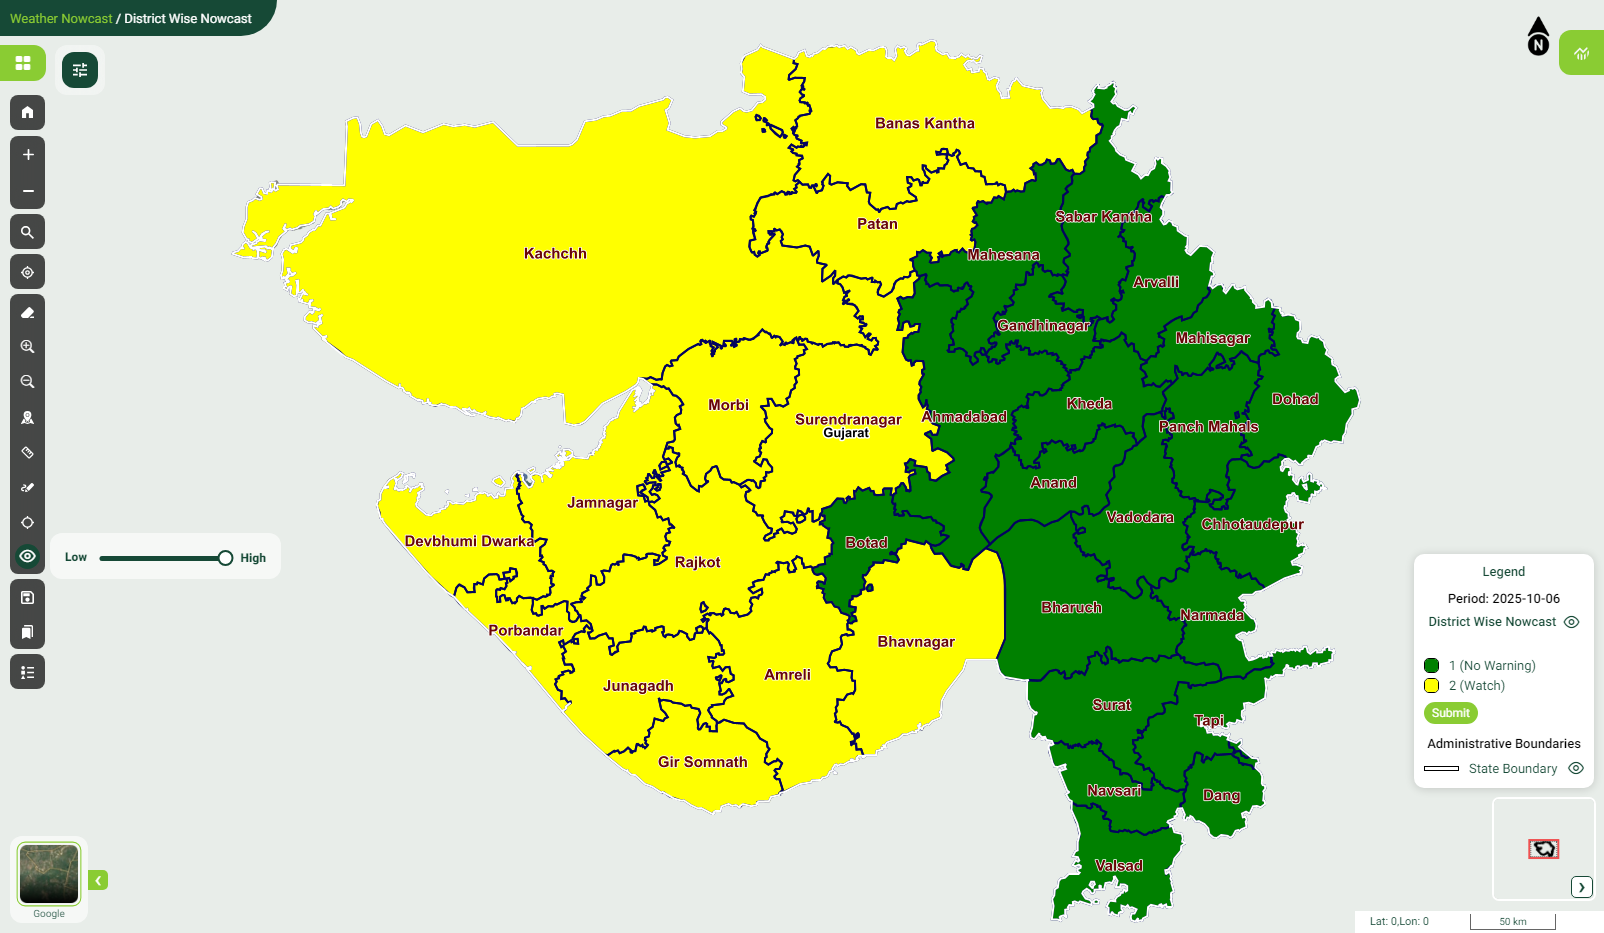 Weather Nowcast / District Wise Nowcast
N
Banas Kantha
Sabar Kantha
Patan
Kachchh
Mahesana
Arvalli
Gandhinagar
Mahisagar
Dohad
Morbi
Kheda
Surendranagar
Ahmadabad
Panch Mahals
Gujarat
Anand
Jamnagar
Vadodara
Chhotaudepur
Devbhumi Dwarka
Botad
Low
High
Rajkot
Bharuch
Narmada
Porbandar
Bhavnagar
Amreli
Junagadh
Surat
Tapi
Gir Somnath
Navsari
Dang
Valsad
Legend
Period: 2025-10-06
District Wise Nowcast
1 (No Warning)
2 (Watch)
Submit
Administrative Boundaries
State Boundary
Google
Lat: 0,Lon: 0
50 km